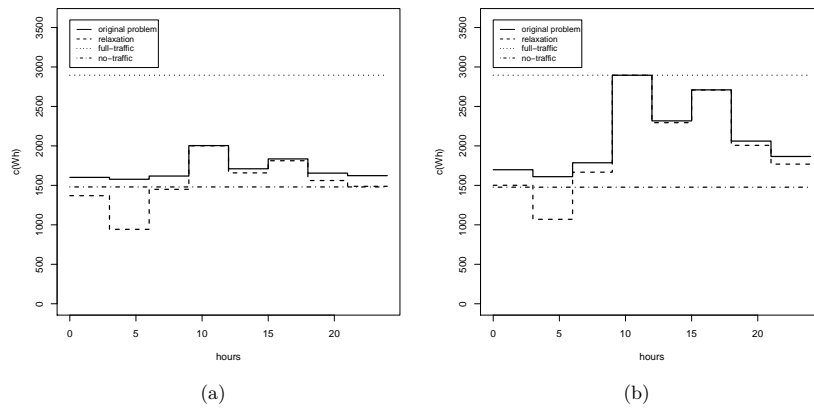 original problem
relaxation
full−traffic
no−traffic
c(Wh)
3500
3000
2500
2000
1500
1000
500
0
0 5 10 15 20
hours
(a)
original problem
relaxation
full−traffic
no−traffic
c(Wh)
3500
3000
2500
2000
1500
1000
500
0
0 5 10 15 20
hours
(b)